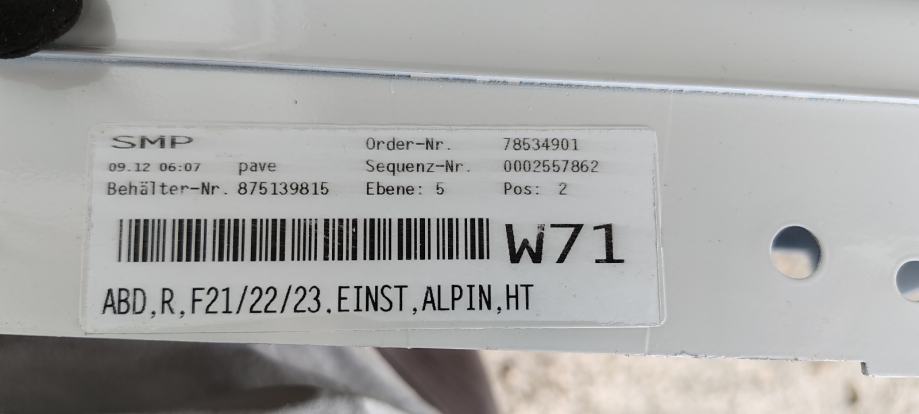 SMP Order-Nr. 78534901
09.12 06:07 pave Sequenz-Nr. 0002557862
Behälter-Nr. 875139815 Ebene: 5 Pos: 2
W71
ABD,R,F21/22/23.EINST,ALPIN,HT